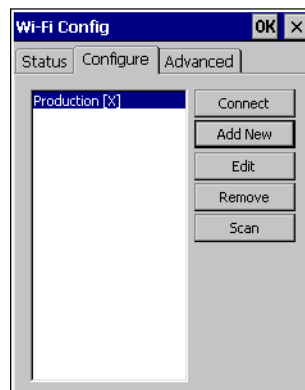 Wi-Fi Config OK ×
Status Configure Advanced
Production [X]
Connect
Add New
Edit
Remove
Scan